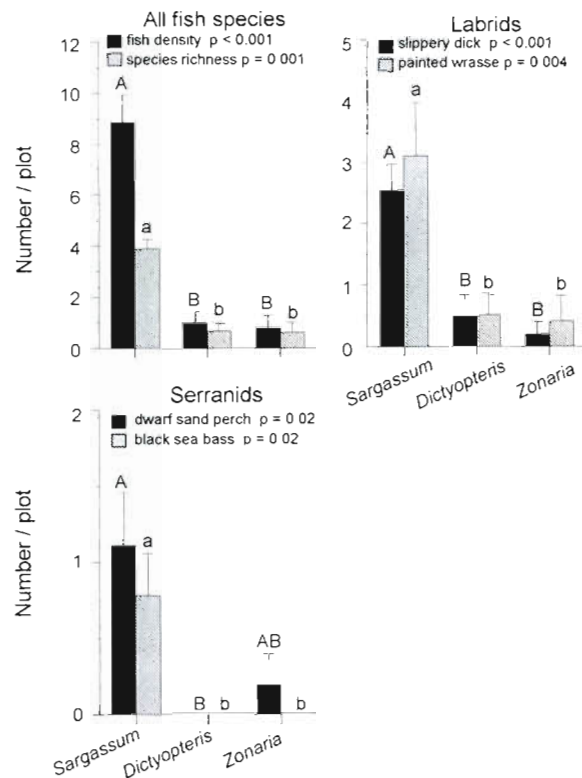 All fish species
fish density p < 0.001
species richness p = 0 001
12
10
8
6
4
2
0
Number / plot
A
a
B
b
B
b
Labrids
slippery dick p < 0.001
painted wrasse p = 0 004
5
4
3
2
1
0
A
a
B
b
B
b
Sargassum
Dictyopteris
Zonaria
Serranids
dwarf sand perch p = 0 02
black sea bass p = 0 02
2
1
0
Number / plot
A
a
B
b
AB
b
Sargassum
Dictyopteris
Zonaria